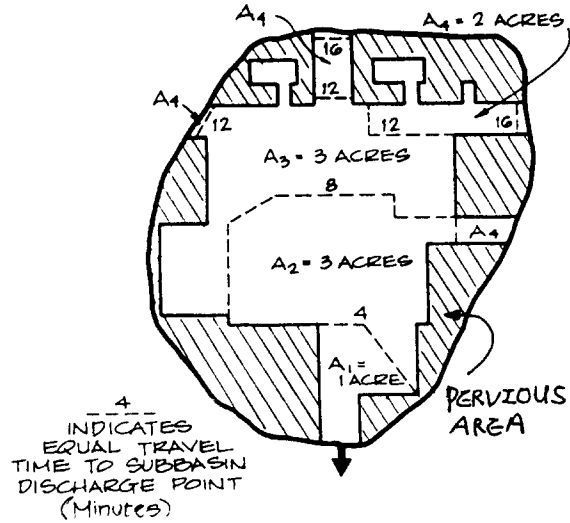 A4
A4 = 2 ACRES
16
12
A4
12
12
16
A3 = 3 ACRES
8
A4
A2 = 3 ACRES
4
A1 =
1 ACRE
PERVIOUS
AREA
4
INDICATES
EQUAL TRAVEL
TIME TO SUBBASIN
DISCHARGE POINT
(Minutes)